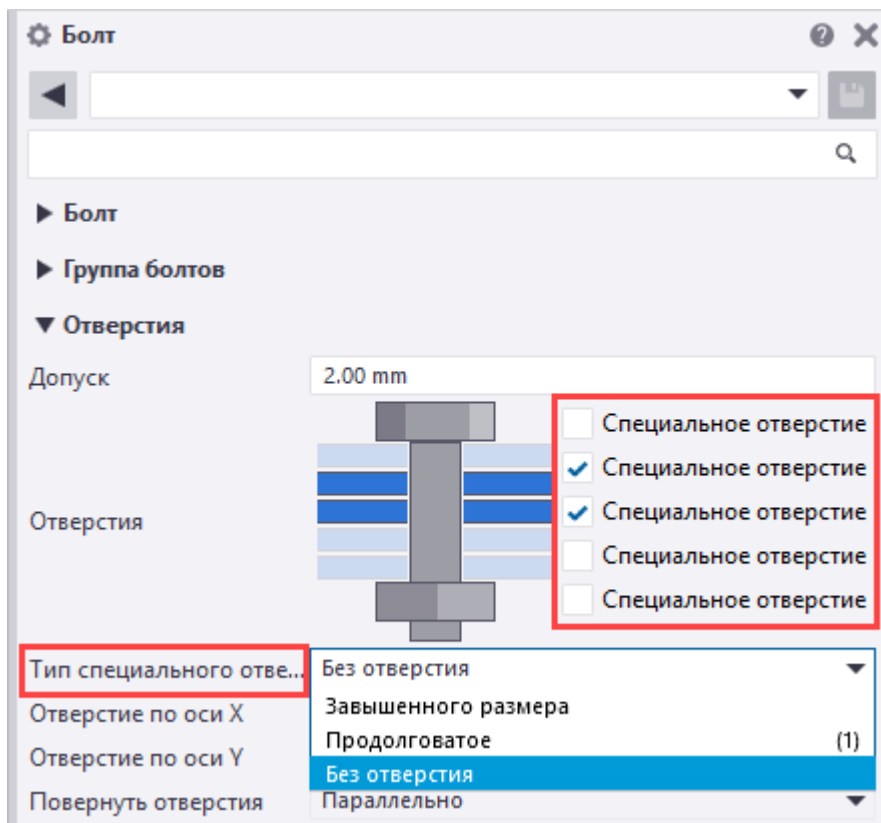 Болт
Болт
Группа болтов
Отверстия
Допуск
2.00 mm
Отверстия
Специальное отверстие
Специальное отверстие
Специальное отверстие
Специальное отверстие
Специальное отверстие
Тип специального отве...
Без отверстия
Завышенного размера
Отверстие по оси X
Продолговатое (1)
Отверстие по оси Y
Без отверстия
Повернуть отверстия
Параллельно